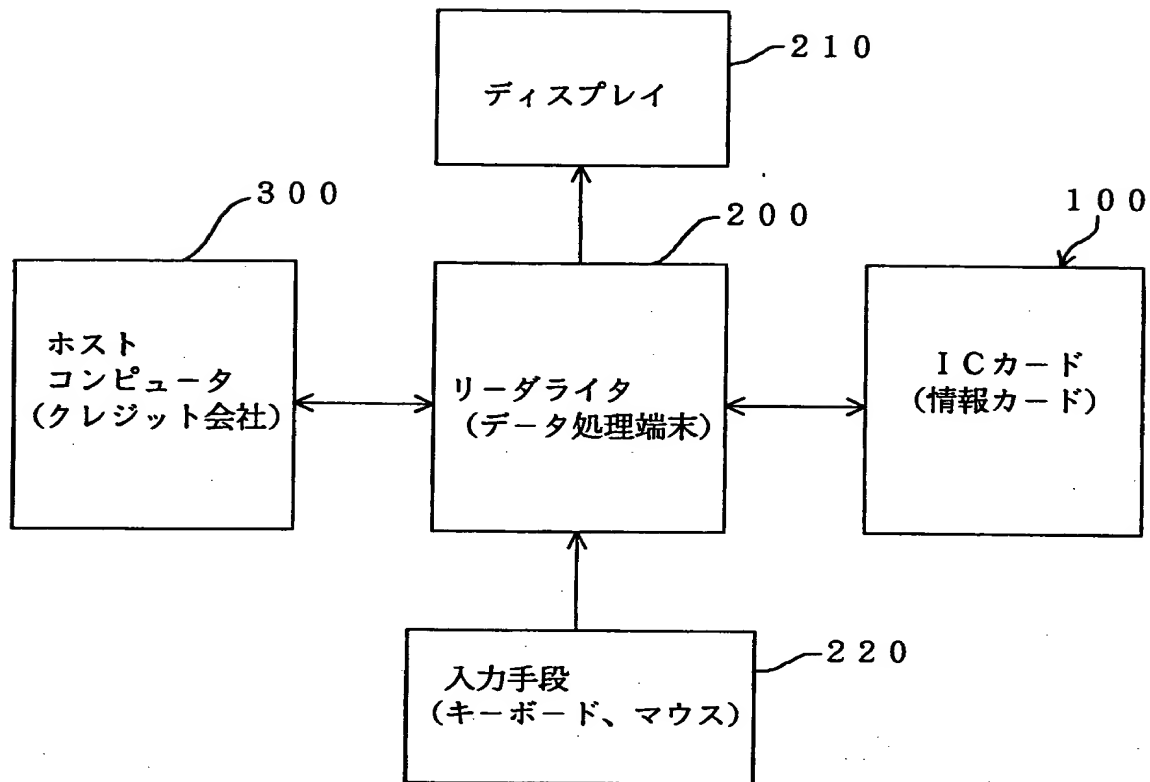 210
ディスプレイ
300
200
100
ホスト
コンピュータ
(クレジット会社)
リーダライタ
(データ処理端末)
ICカード
(情報カード)
220
入力手段
(キーボード、マウス)